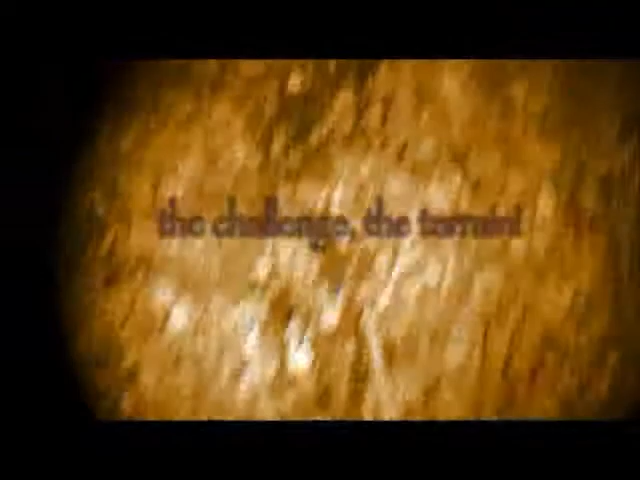 the challenge, the torment